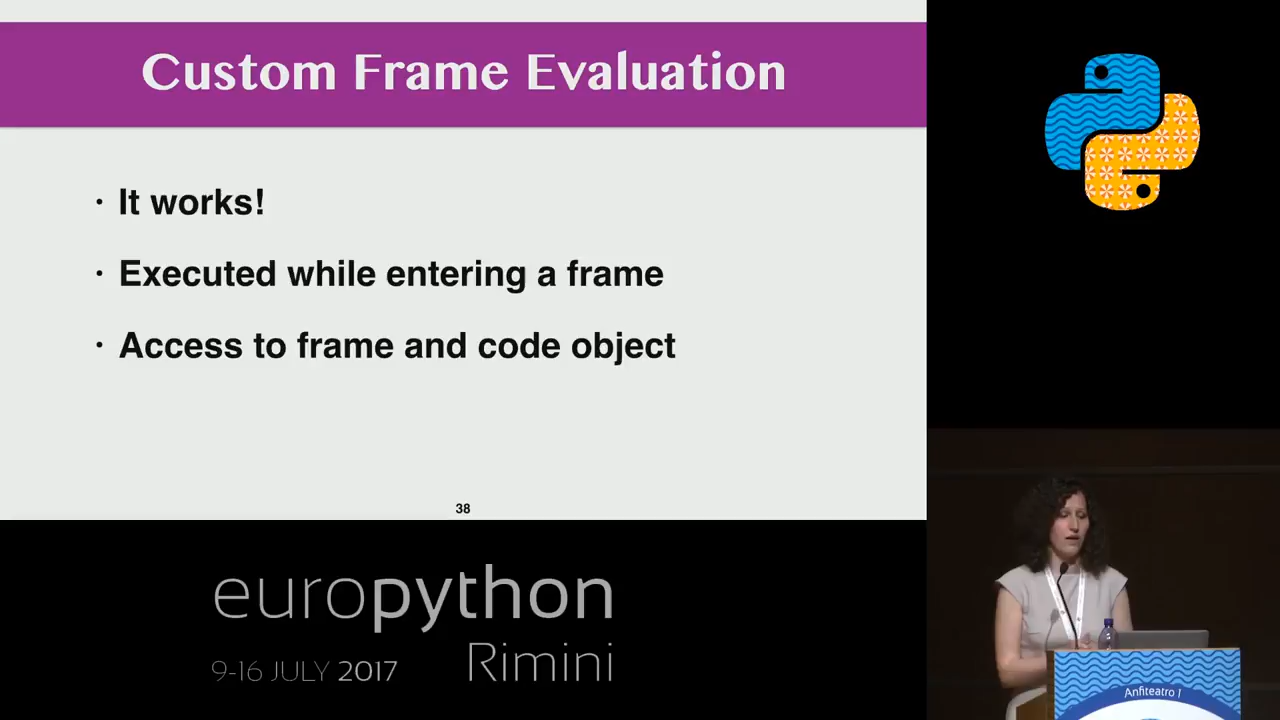 Custom Frame Evaluation
• It works!
• Executed while entering a frame
• Access to frame and code object
38
europython
Rimini
9-16 JULY 2017
Anfiteatro 1